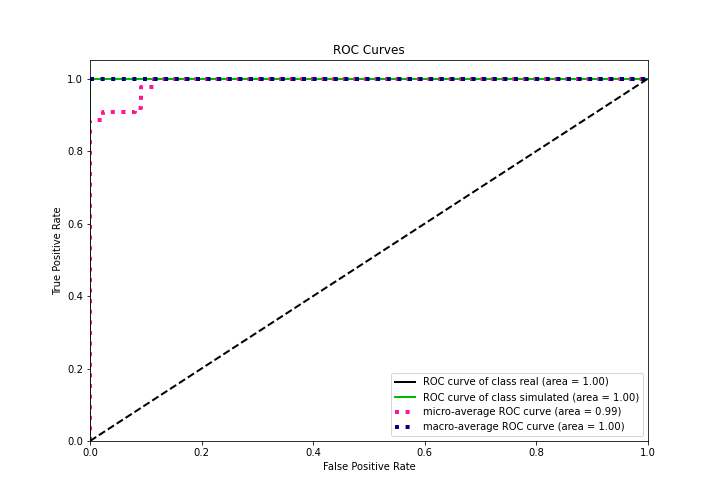 ROC Curves
True Positive Rate
1.0
0.8
0.6
0.4
0.2
0.0
0.0 0.2 0.4 0.6 0.8 1.0
False Positive Rate
ROC curve of class real (area = 1.00)
ROC curve of class simulated (area = 1.00)
micro-average ROC curve (area = 0.99)
macro-average ROC curve (area = 1.00)